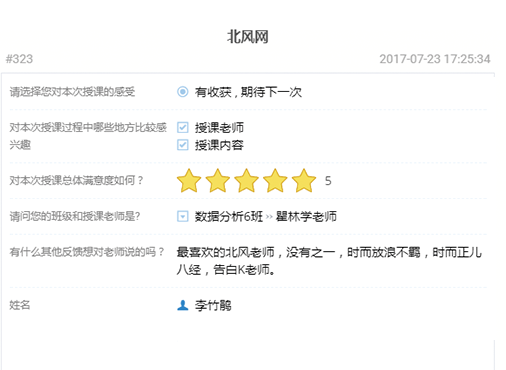 北风网
#323 2017-07-23 17:25:34
请选择您对本次授课的感受 有收获，期待下一次
对本次授课过程中哪些地方比较感兴趣 授课老师
授课内容
对本次授课总体满意度如何？ 5
请问您的班级和授课老师是? 数据分析6班 ›› 瞿林学老师
有什么其他反馈想对老师说的吗？ 最喜欢的北风老师，没有之一，时而放浪不羁，时而正儿
八经，告白K老师。
姓名 李竹鹃